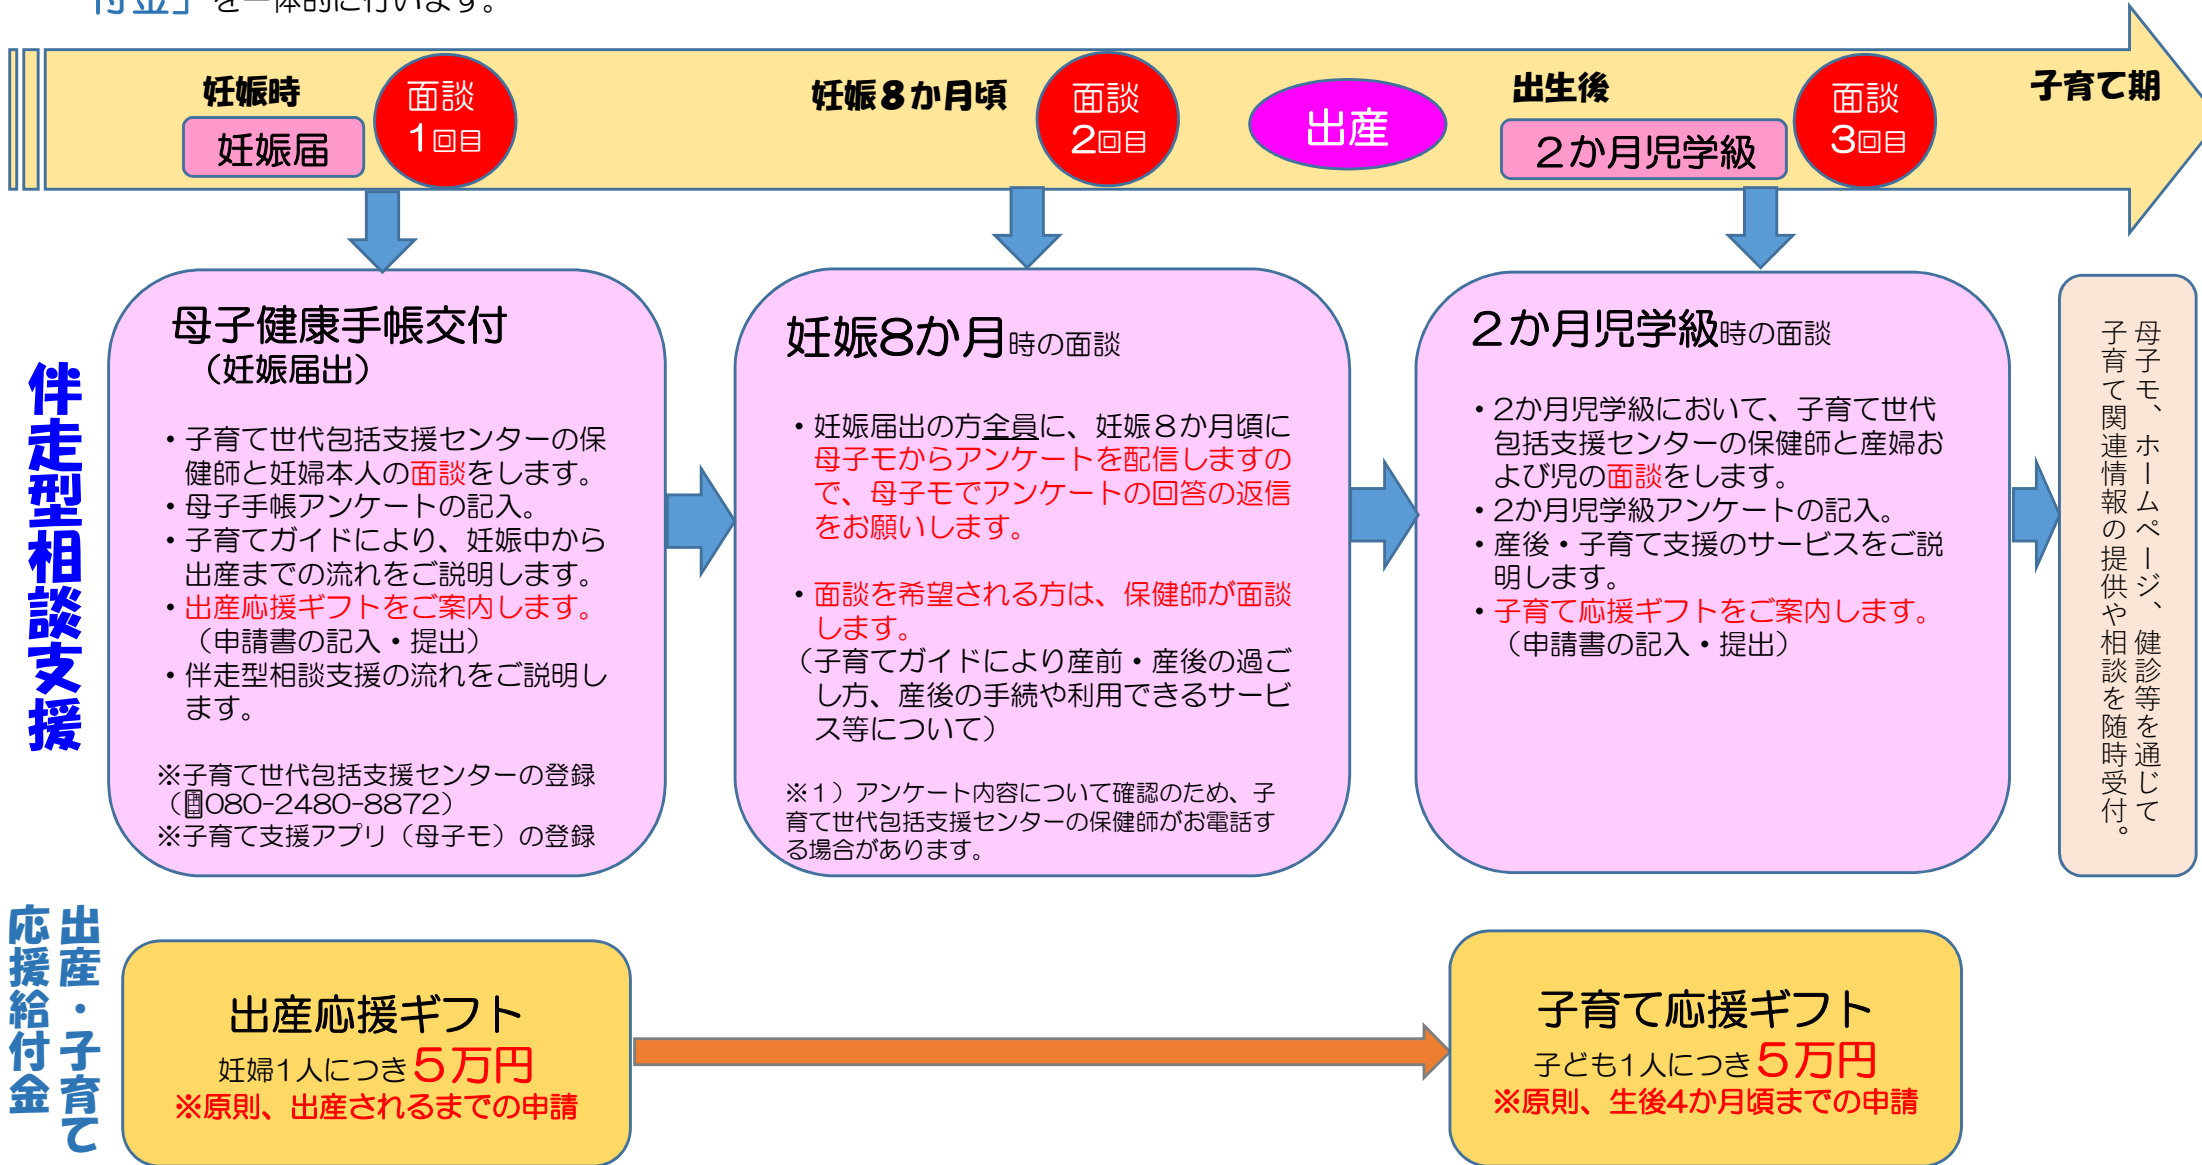 付金」を一体的に行います。
妊娠時
妊娠届
面談
1回目
妊娠８か月頃
面談
2回目
出産
出生後
２か月児学級
面談
3回目
子育て期
伴走型相談支援
母子健康手帳交付
（妊娠届出）
・子育て世代包括支援センターの保
健師と妊婦本人の面談をします。
・母子手帳アンケートの記入。
・子育てガイドにより、妊娠中から
出産までの流れをご説明します。
・出産応援ギフトをご案内します。
（申請書の記入・提出）
・伴走型相談支援の流れをご説明し
ます。
※子育て世代包括支援センターの登録
（080-2480-8872）
※子育て支援アプリ（母子モ）の登録
妊娠8か月時の面談
・妊娠届出の方全員に、妊娠８か月頃に
母子モからアンケートを配信しますの
で、母子モでアンケートの回答の返信
をお願いします。
・面談を希望される方は、保健師が面談
します。
（子育てガイドにより産前・産後の過ご
し方、産後の手続や利用できるサービ
ス等について）
※１）アンケート内容について確認のため、子
育て世代包括支援センターの保健師がお電話す
る場合があります。
２か月児学級時の面談
・2か月児学級において、子育て世代
包括支援センターの保健師と産婦お
よび児の面談をします。
・2か月児学級アンケートの記入。
・産後・子育て支援のサービスをご説
明します。
・子育て応援ギフトをご案内します。
（申請書の記入・提出）
母子モ、ホームページ、健診等を通じて
子育て関連情報の提供や相談を随時受付。
出産・子育て
応援給付金
出産応援ギフト
妊婦1人につき５万円
※原則、出産されるまでの申請
子育て応援ギフト
子ども1人につき５万円
※原則、生後4か月頃までの申請